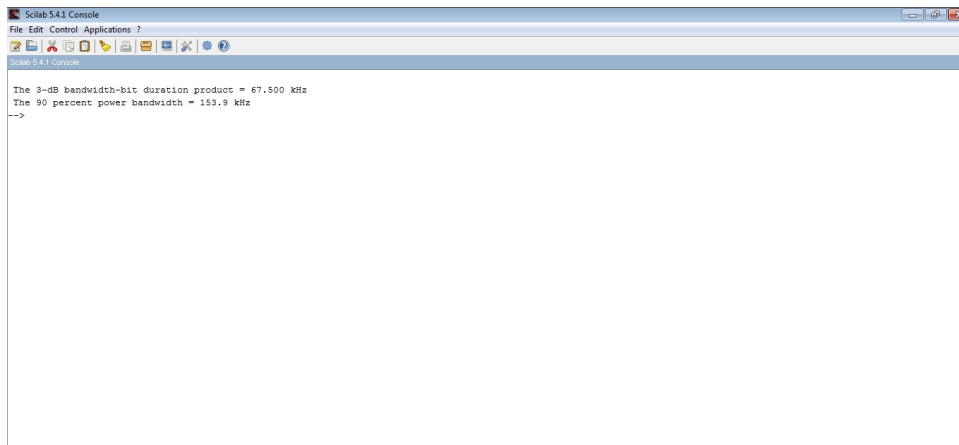 Scilab 5.4.1 Console
File Edit Control Applications ?
Scilab 5.4.1 Console
The 3-dB bandwidth-bit duration product = 67.500 kHz
The 90 percent power bandwidth = 153.9 kHz
-->